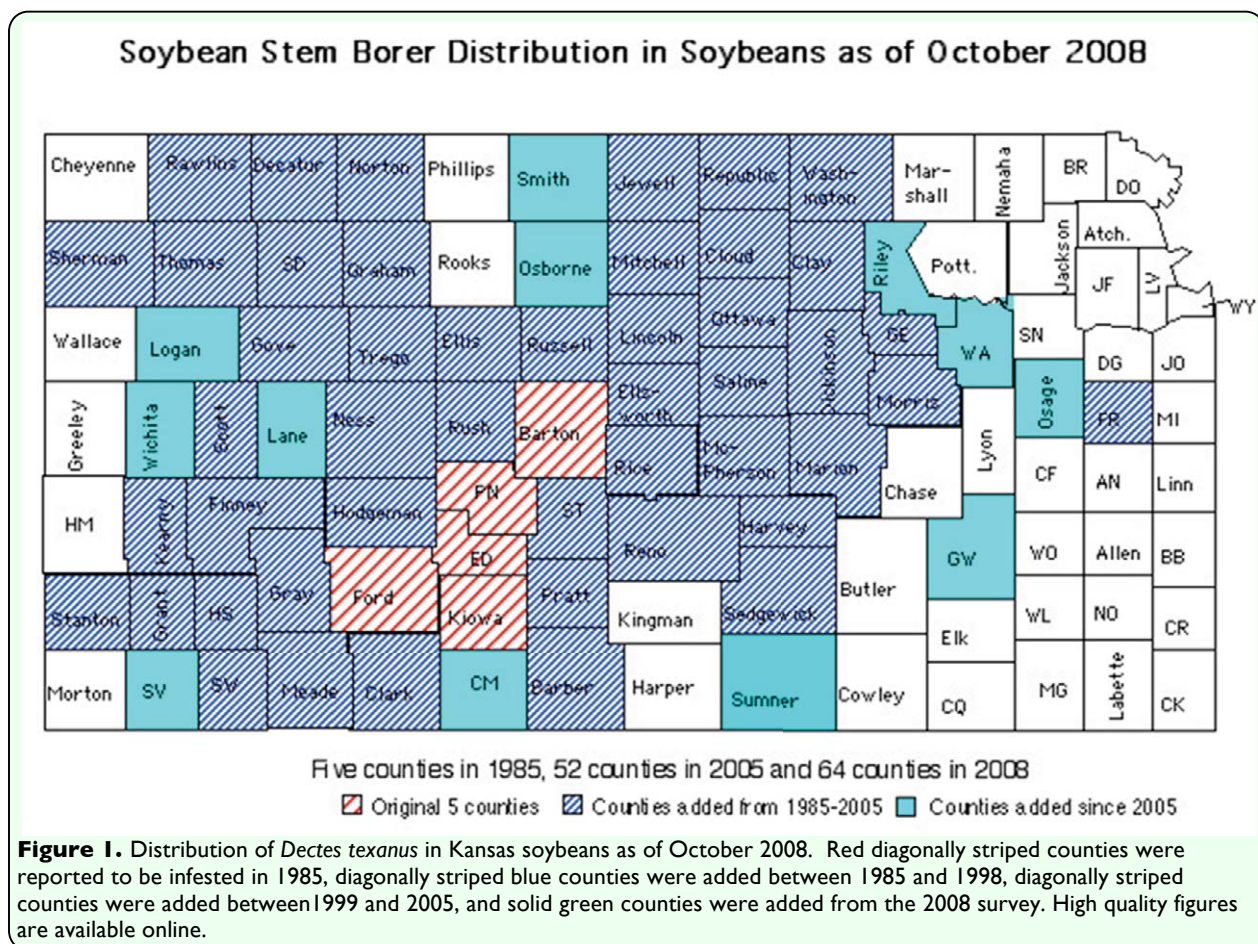 Soybean Stem Borer Distribution in Soybeans as of October 2008
Cheyenne Rawlins Decatur Norton Phillips Smith Jewell Republic Wash-ington Mar-shall Nemaha BR DO
Sherman Thomas SD Graham Rooks Osborne Mitchell Cloud Clay Riley Pott. Jackson Atch. JF LV WY
Wallace Logan Gove Trego Ellis Russell Lincoln Ottawa Saline Dickinson GE Morris WA SN DG JO
Greeley Wichita Scott Lane Ness Rush Barton Ells-worth Rice Mc-Pherson Marion Chase Lyon Osage FR MI
HM Kearny Finney Hodgeman PN ST Reno Harvey CF AN Linn
Stanton Grant HS Gray Ford ED Kiowa Pratt Kingman Sedgewick Butler GW WO Allen BB
Elk WL NO CR
Morton SV SW Meade Clark CM Barber Harper Sumner Cowley CQ MG Labette CK
Five counties in 1985, 52 counties in 2005 and 64 counties in 2008
Original 5 counties Counties added from 1985-2005 Counties added since 2005
Figure 1. Distribution of Dectes texanus in Kansas soybeans as of October 2008. Red diagonally striped counties were
reported to be infested in 1985, diagonally striped blue counties were added between 1985 and 1998, diagonally striped
counties were added between1999 and 2005, and solid green counties were added from the 2008 survey. High quality figures
are available online.